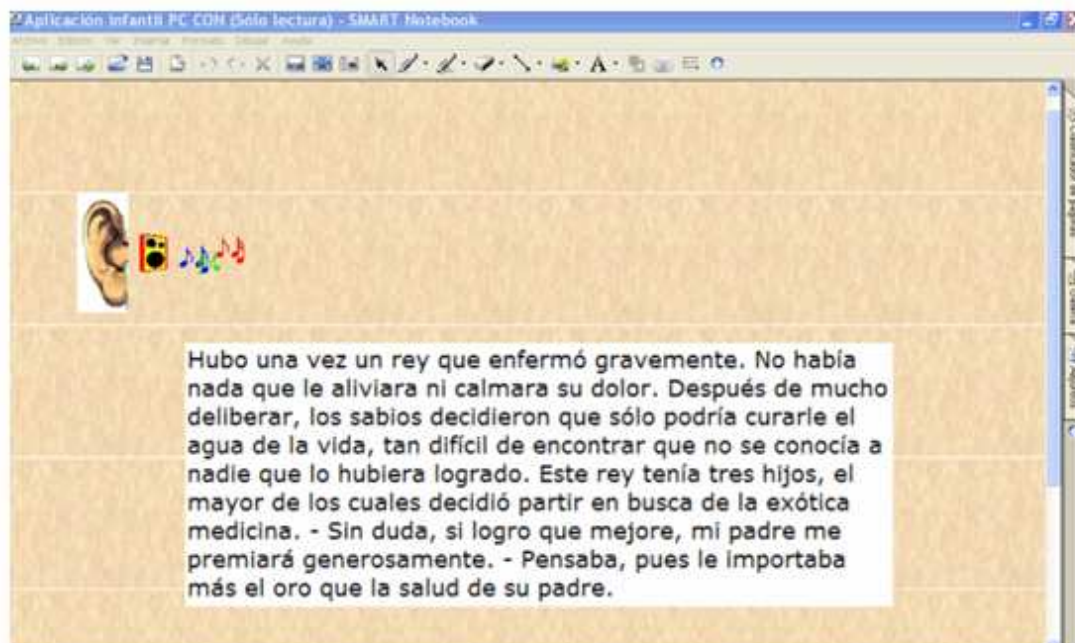 Aplicación infantil PC CON (Sólo lectura) - SMART Notebook
Hubo una vez un rey que enfermó gravemente. No había
nada que le aliviara ni calmara su dolor. Después de mucho
deliberar, los sabios decidieron que sólo podría curarle el
agua de la vida, tan difícil de encontrar que no se conocía a
nadie que lo hubiera logrado. Este rey tenía tres hijos, el
mayor de los cuales decidió partir en busca de la exótica
medicina. - Sin duda, si logro que mejore, mi padre me
premiará generosamente. - Pensaba, pues le importaba
más el oro que la salud de su padre.